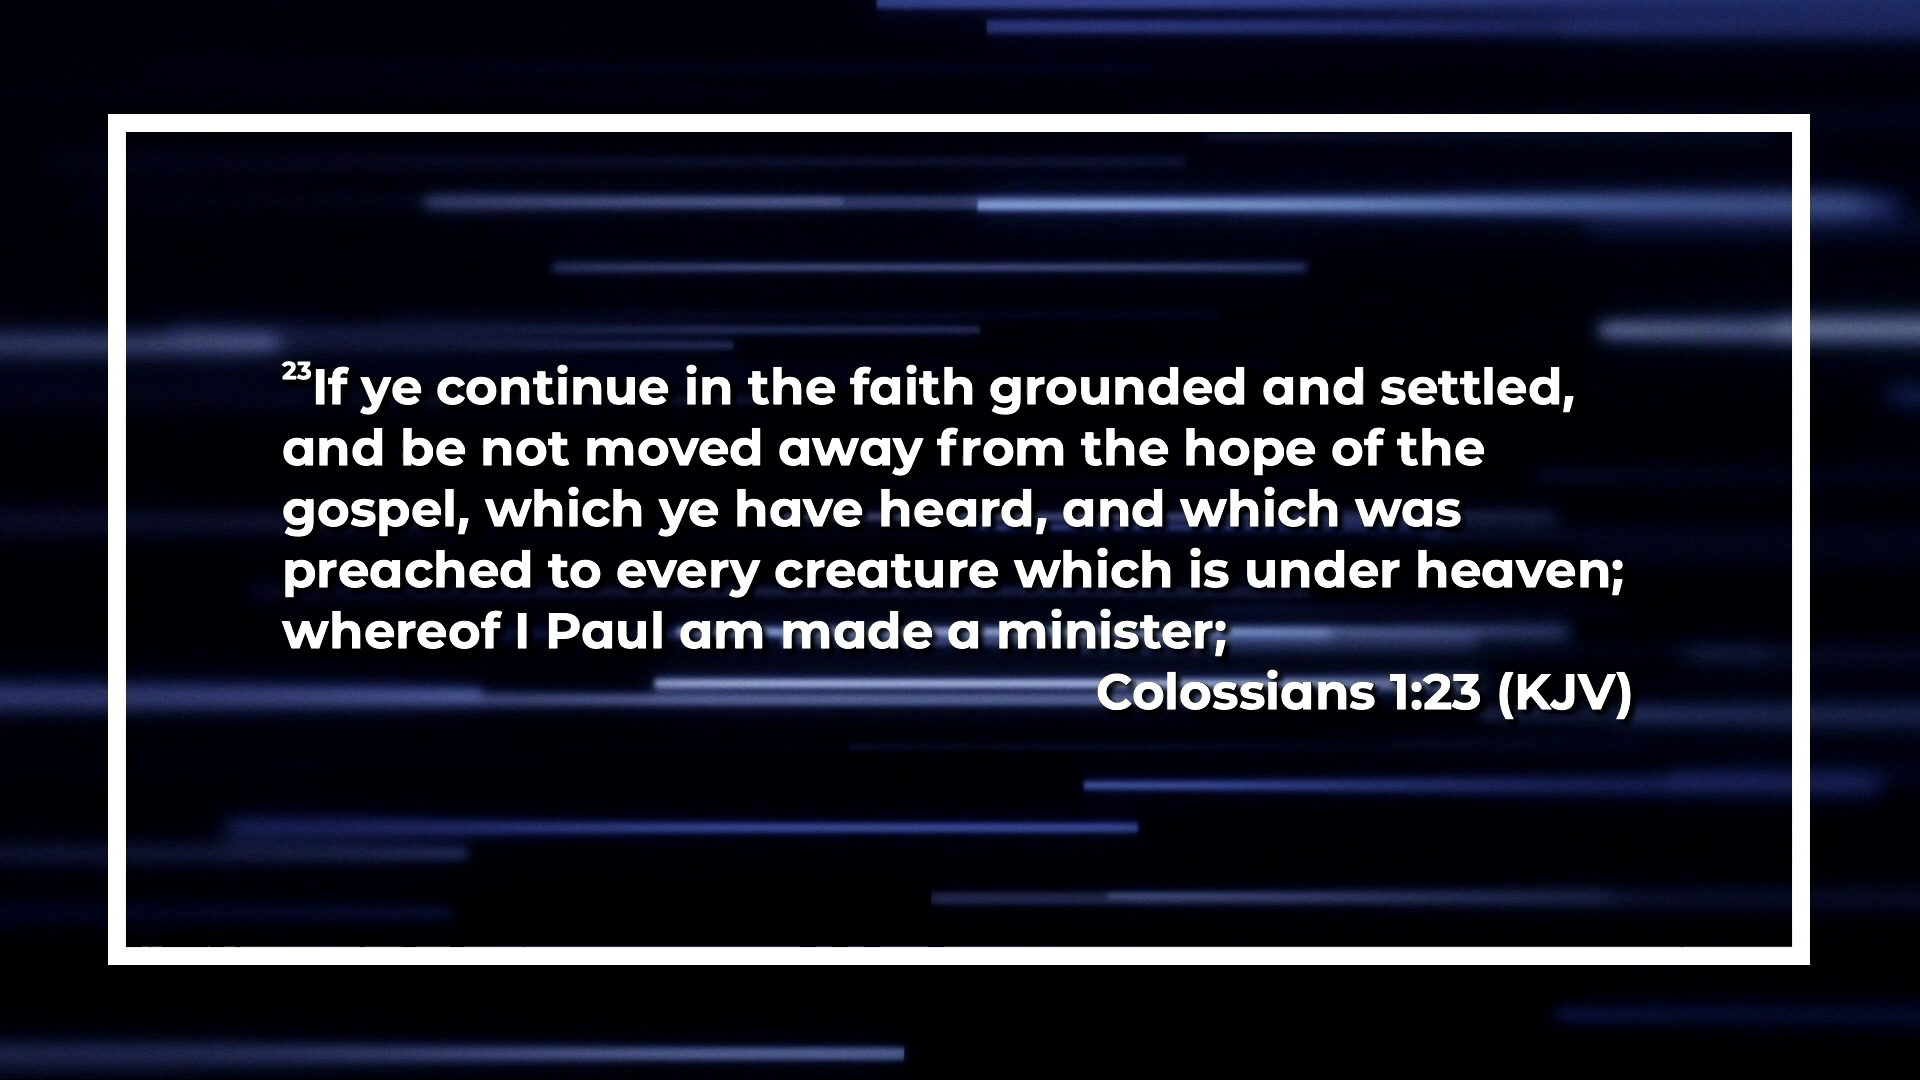 23If ye continue in the faith grounded and settled,
and be not moved away from the hope of the
gospel, which ye have heard, and which was
preached to every creature which is under heaven;
whereof I Paul am made a minister;
Colossians 1:23 (KJV)